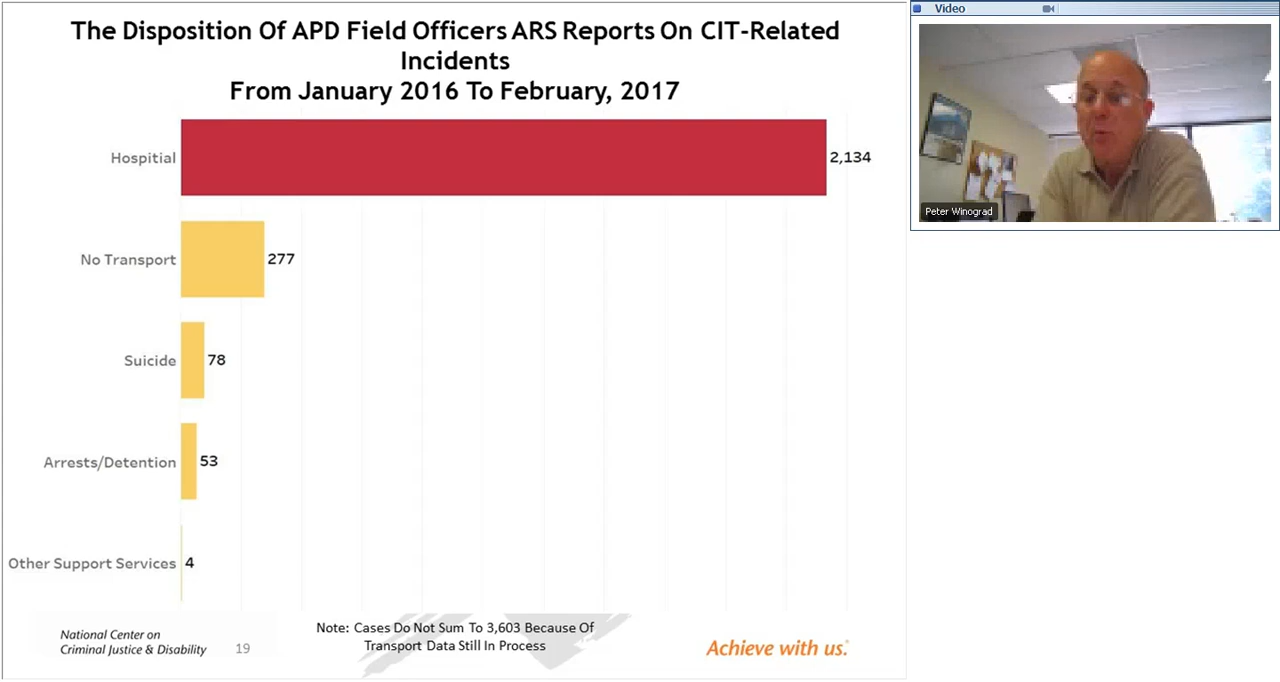 The Disposition Of APD Field Officers ARS Reports On CIT-Related
Incidents
From January 2016 To February, 2017
Hospitial
2,134
No Transport
277
Suicide
78
Arrests/Detention
53
Other Support Services
4
National Center on
Criminal Justice & Disability
19
Note: Cases Do Not Sum To 3,603 Because Of
Transport Data Still In Process
Achieve with us.
Video
Peter Winograd